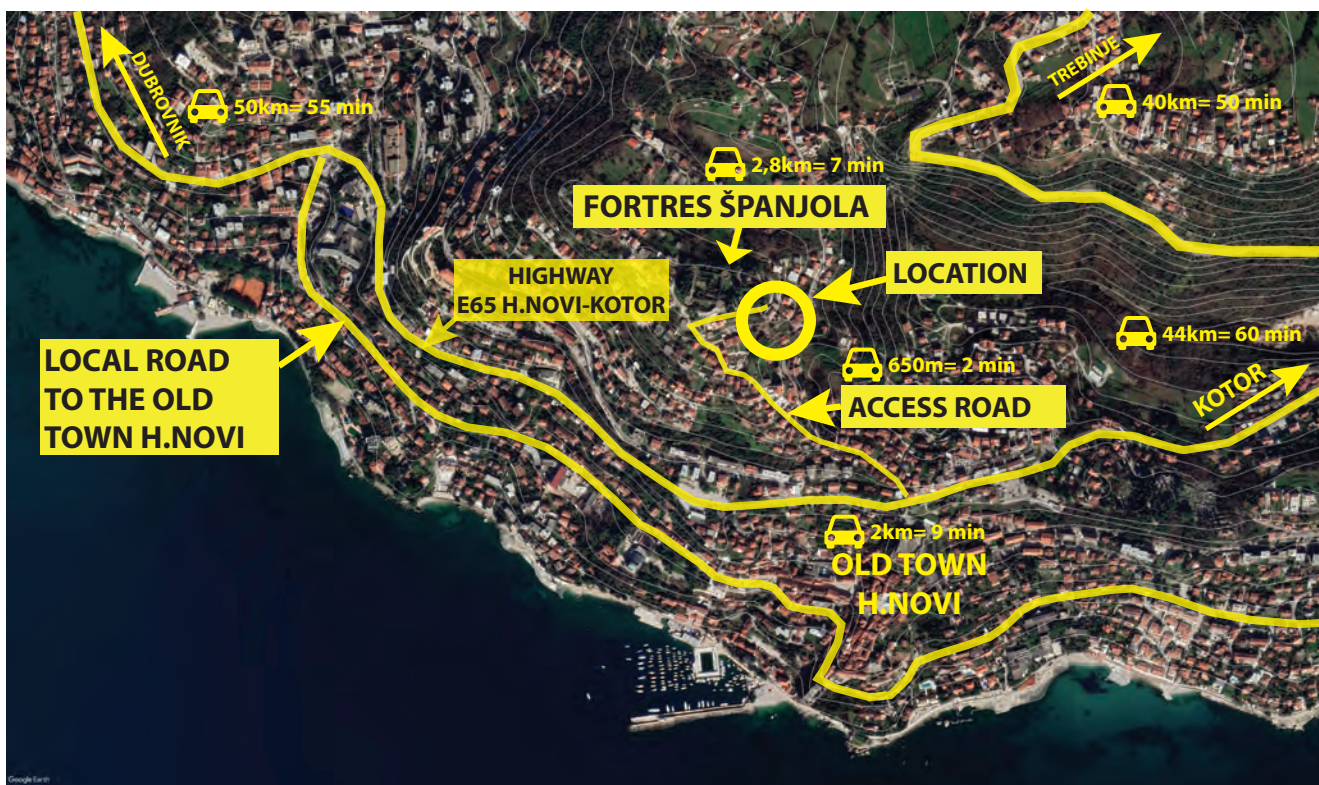 DUBROVNIK
50km= 55 min
TREBINJE
40km= 50 min
2,8km= 7 min
FORTRES ŠPANJOLA
LOCATION
HIGHWAY
E65 H.NOVI-KOTOR
LOCAL ROAD
TO THE OLD
TOWN H.NOVI
44km= 60 min
KOTOR
650m= 2 min
ACCESS ROAD
2km= 9 min
OLD TOWN
H.NOVI
Google Earth